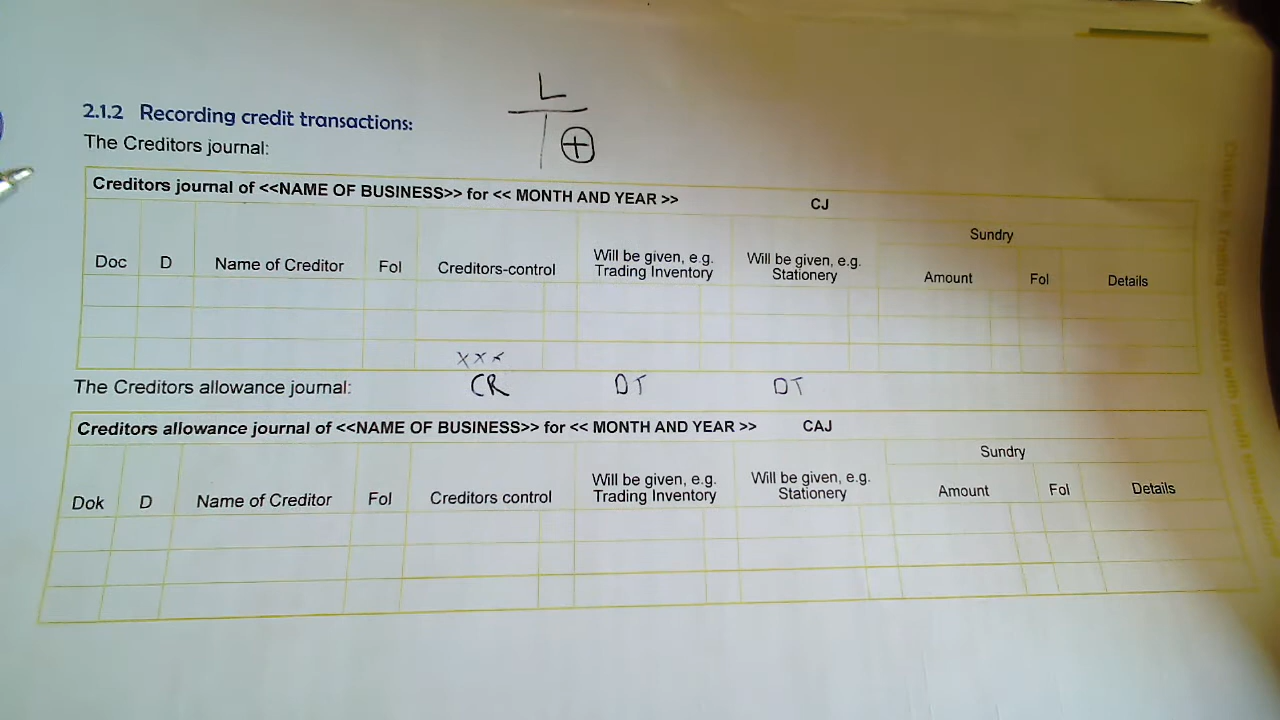 L
+
2.1.2 Recording credit transactions:
The Creditors journal:
Creditors journal of <<NAME OF BUSINESS>> for << MONTH AND YEAR >> CJ
Doc D Name of Creditor Fol Creditors-control Will be given, e.g. Trading Inventory Will be given, e.g. Stationery Sundry
Amount Fol Details
x x x
The Creditors allowance journal: CR DT DT
Creditors allowance journal of <<NAME OF BUSINESS>> for << MONTH AND YEAR >> CAJ
Dok D Name of Creditor Fol Creditors control Will be given, e.g. Trading Inventory Will be given, e.g. Stationery Sundry
Amount Fol Details